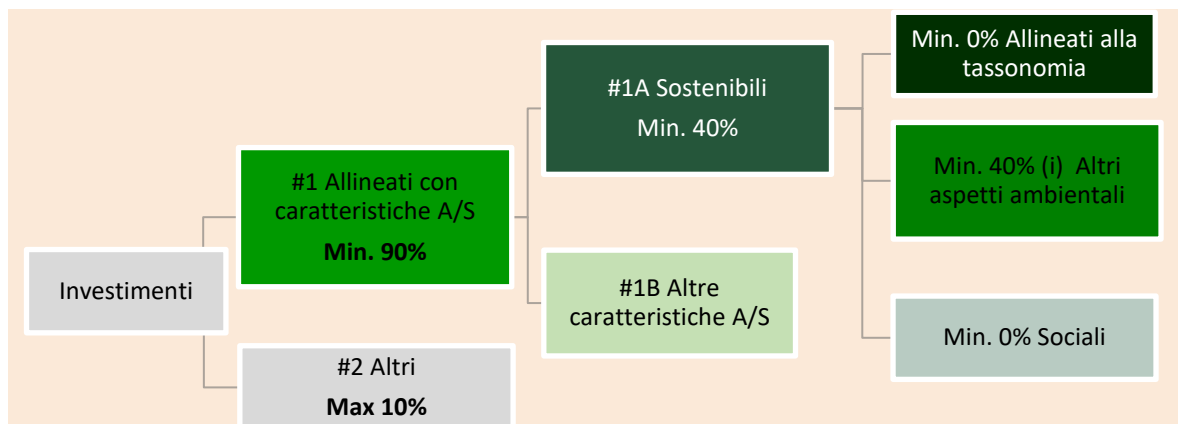 Investimenti
#1 Allineati con
caratteristiche A/S
Min. 90%
#2 Altri
Max 10%
#1A Sostenibili
Min. 40%
#1B Altre
caratteristiche A/S
Min. 0% Allineati alla
tassonomia
Min. 40% (i) Altri
aspetti ambientali
Min. 0% Sociali